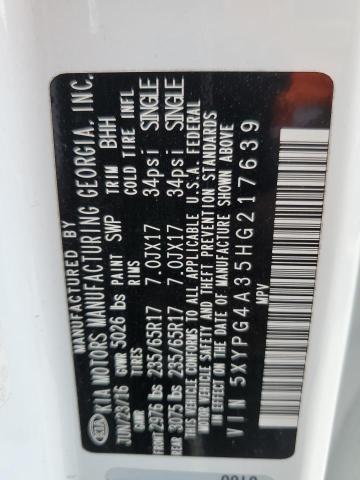 MANUFACTURED BY
KIA KIA MOTORS MANUFACTURING GEORGIA, INC.
JUN/23/16 PAINT SWP TRIM BHH
GVWR 5026 lbs
GAWR TIRES RIMS COLD TIRE INFL
FRONT 2976 lbs 235/65R17 7.0JX17 34psi SINGLE
REAR 3075 lbs 235/65R17 7.0JX17 34psi SINGLE
THIS VEHICLE CONFORMS TO ALL APPLICABLE U.S.A. FEDERAL
MOTOR VEHICLE SAFETY AND THEFT PREVENTION STANDARDS
IN EFFECT ON THE DATE OF MANUFACTURE SHOWN ABOVE
VIN 5XYPG4A35HG217639
MPV